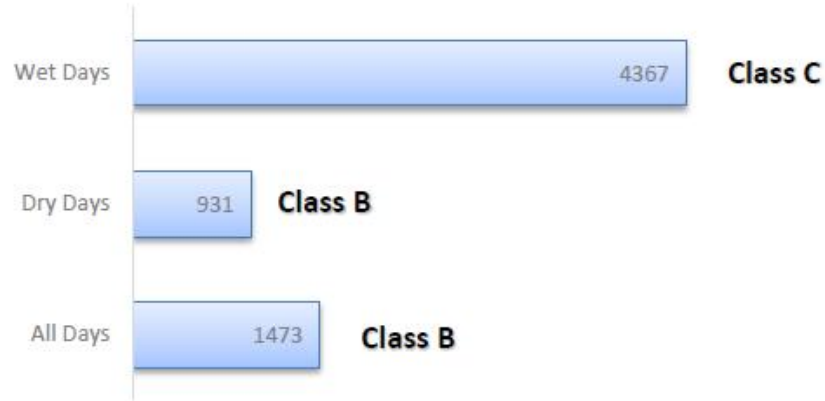 Wet Days 4367 Class C
Dry Days 931 Class B
All Days 1473 Class B